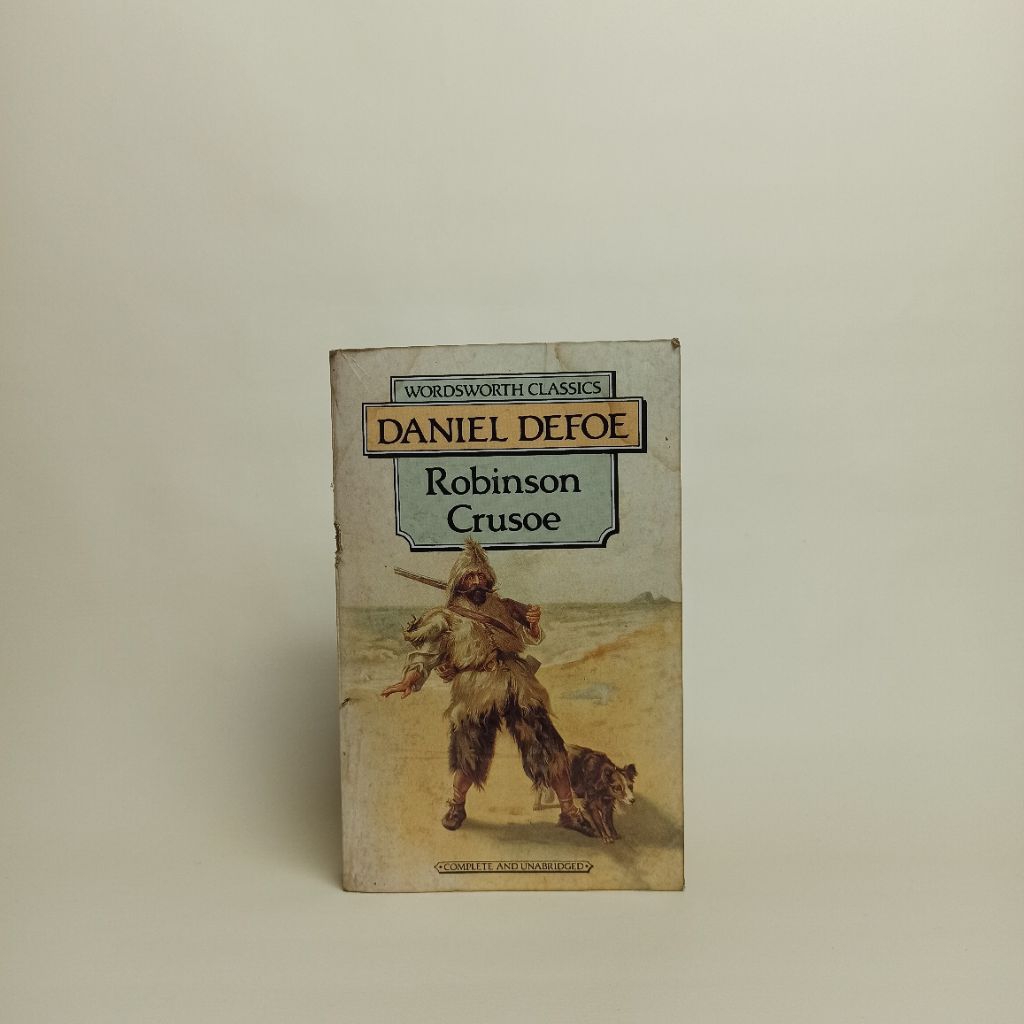 WORDSWORTH CLASSICS
DANIEL DEFOE
Robinson
Crusoe
•COMPLETE AND UNABRIDGED•